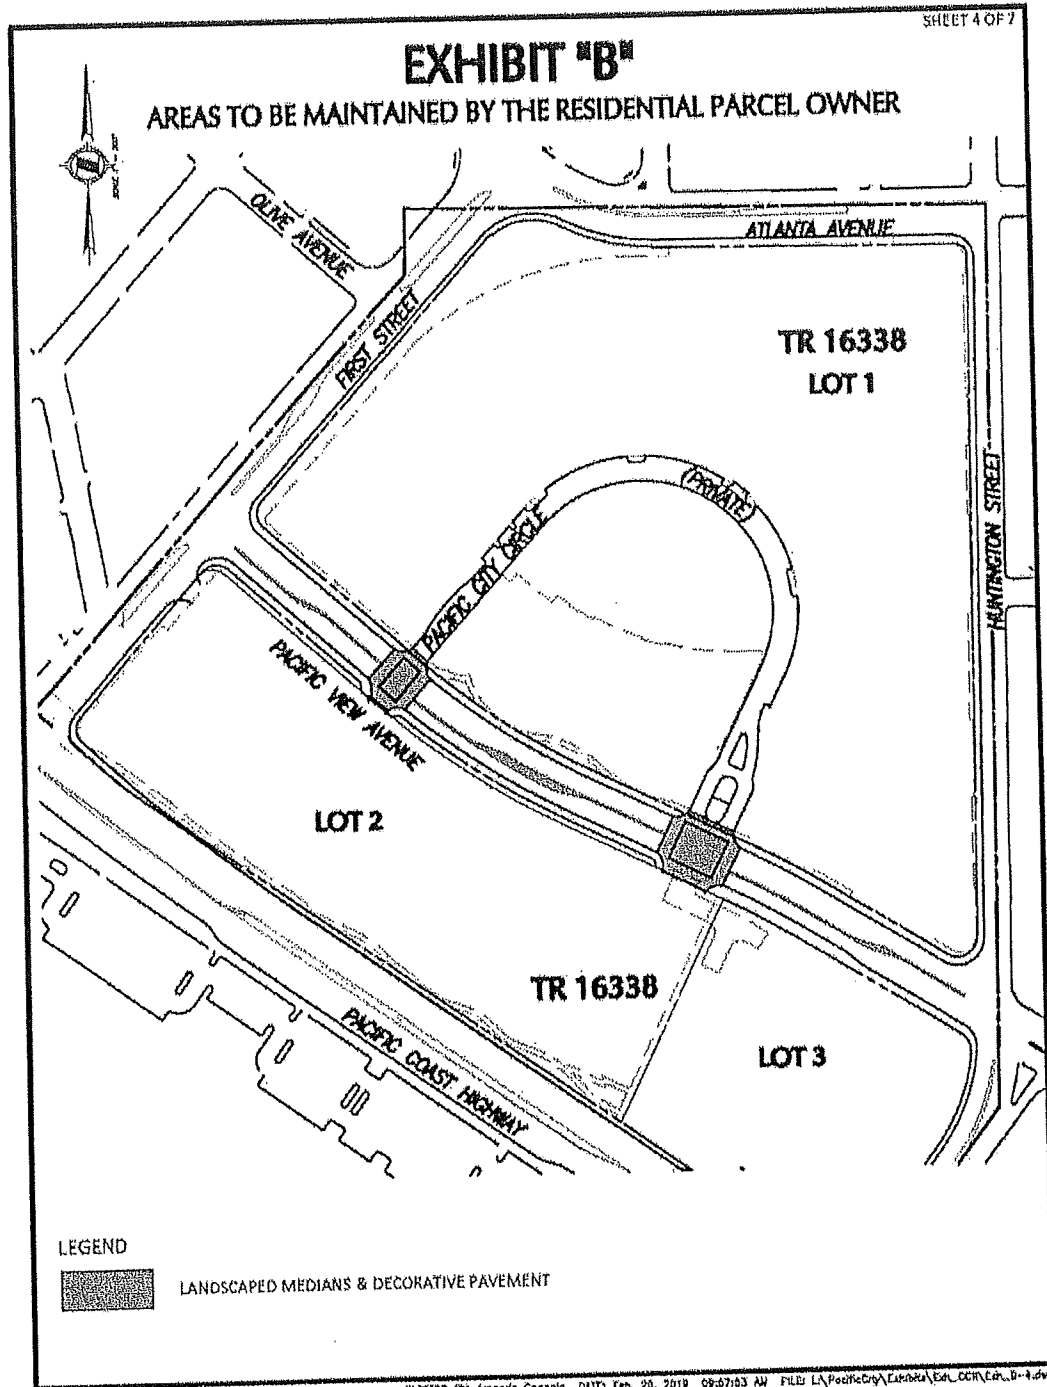 SHEET 4 OF 7
EXHIBIT "B"
AREAS TO BE MAINTAINED BY THE RESIDENTIAL PARCEL OWNER
OLIVE AVENUE
ATLANTA AVENUE
FIRST STREET
TR 16338
LOT 1
(PRIVATE)
PACIFIC CITY CIRCLE
HUNTINGTON STREET
PACIFIC VIEW AVENUE
LOT 2
TR 16338
LOT 3
PACIFIC COAST HIGHWAY
LEGEND
LANDSCAPED MEDIANS & DECORATIVE PAVEMENT